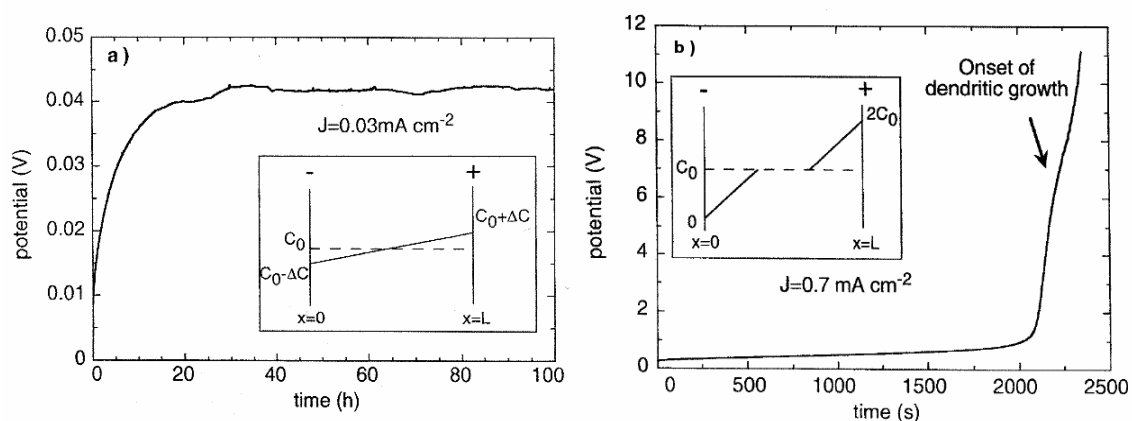 a)
0.05
0.04
0.03
0.02
0.01
0
0 20 40 60 80 100
potential (V)
time (h)
J=0.03mA cm-2
- +
C0+ΔC
C0
C0-ΔC
x=0 x=L
b)
12
10
8
6
4
2
0
0 500 1000 1500 2000 2500
potential (V)
time (s)
Onset of
dendritic growth
- +
2C0
C0
0
x=0 x=L
J=0.7 mA cm-2